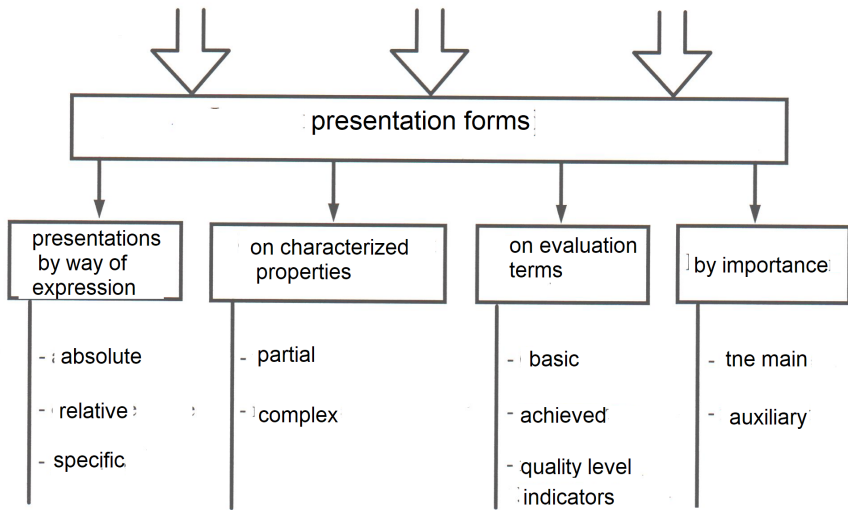 presentation forms
presentations
by way of
expression
on characterized
properties
on evaluation
terms
by importance
- absolute
- relative
- specific
- partial
- complex
- basic
- achieved
- quality level
indicators
- tne main
- auxiliary